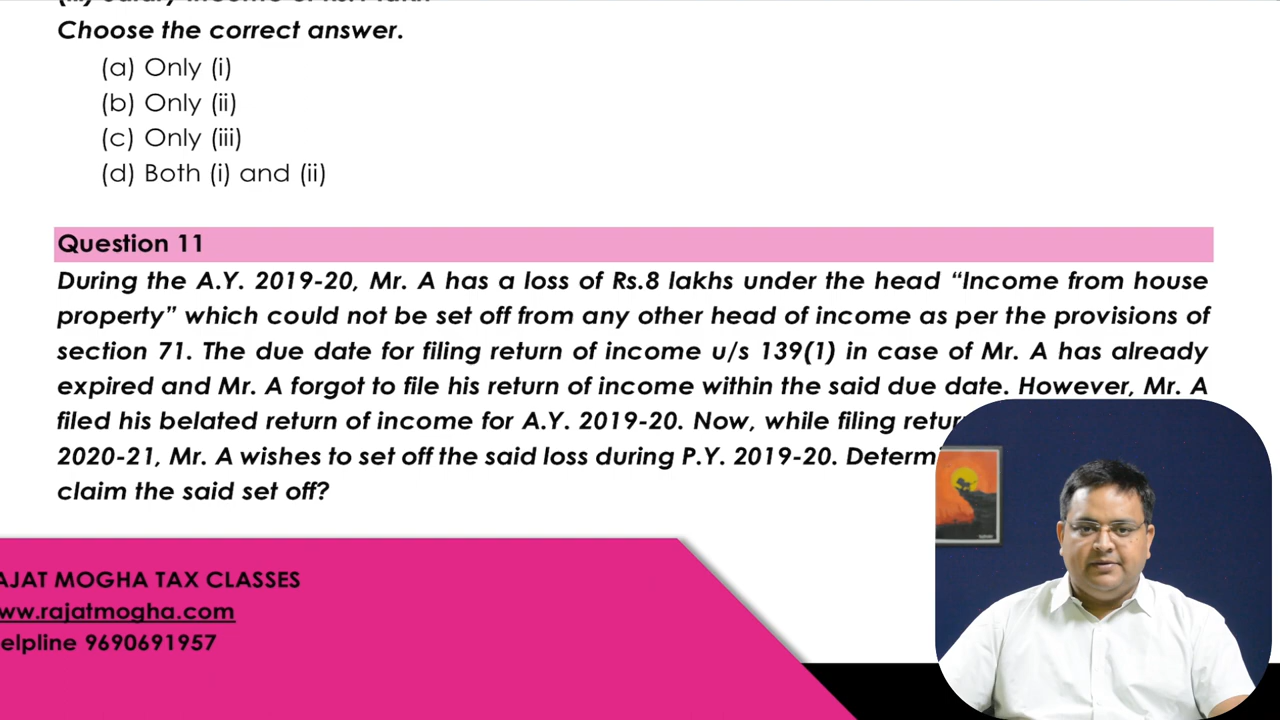 Choose the correct answer.
(a) Only (i)
(b) Only (ii)
(c) Only (iii)
(d) Both (i) and (ii)
Question 11
During the A.Y. 2019-20, Mr. A has a loss of Rs.8 lakhs under the head “Income from house
property” which could not be set off from any other head of income as per the provisions of
section 71. The due date for filing return of income u/s 139(1) in case of Mr. A has already
expired and Mr. A forgot to file his return of income within the said due date. However, Mr. A
filed his belated return of income for A.Y. 2019-20. Now, while filing retur
2020-21, Mr. A wishes to set off the said loss during P.Y. 2019-20. Determ
claim the said set off?
AJAT MOGHA TAX CLASSES
ww.rajatmogha.com
elpline 9690691957